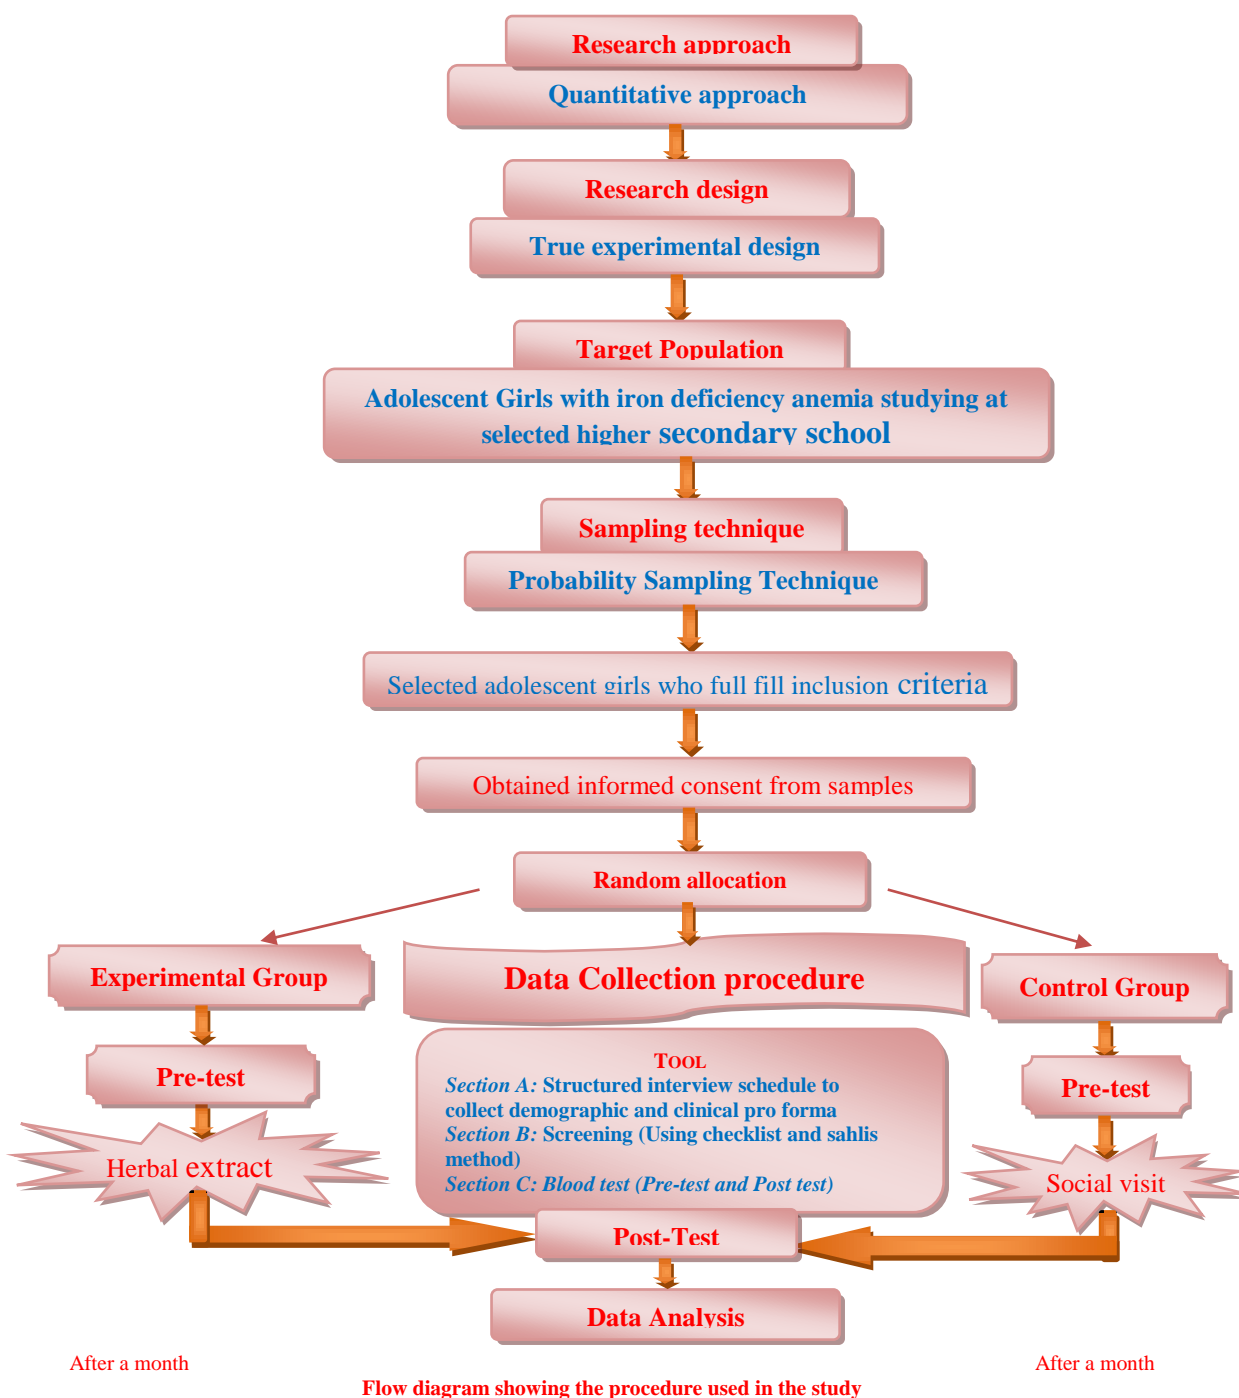 Research approach
Quantitative approach
Research design
True experimental design
Target Population
Adolescent Girls with iron deficiency anemia studying at
selected higher secondary school
Sampling technique
Probability Sampling Technique
Selected adolescent girls who full fill inclusion criteria
Obtained informed consent from samples
Random allocation
Experimental Group
Data Collection procedure
Control Group
Pre-test
TOOL
Section A: Structured interview schedule to
collect demographic and clinical pro forma
Section B: Screening (Using checklist and sahlis
method)
Section C: Blood test (Pre-test and Post test)
Pre-test
Herbal extract
Social visit
Post-Test
Data Analysis
After a month
After a month
Flow diagram showing the procedure used in the study